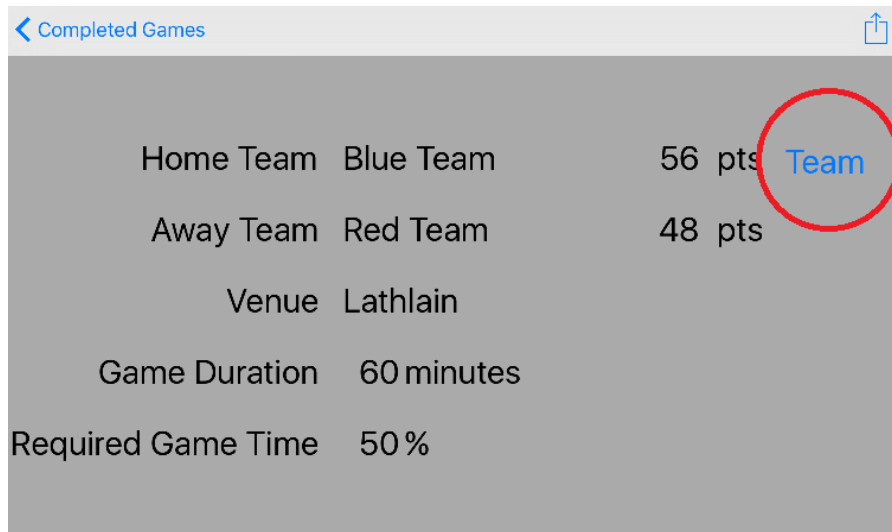 Completed Games
Home Team Blue Team 56 pts Team
Away Team Red Team 48 pts
Venue Lathlain
Game Duration 60 minutes
Required Game Time 50 %